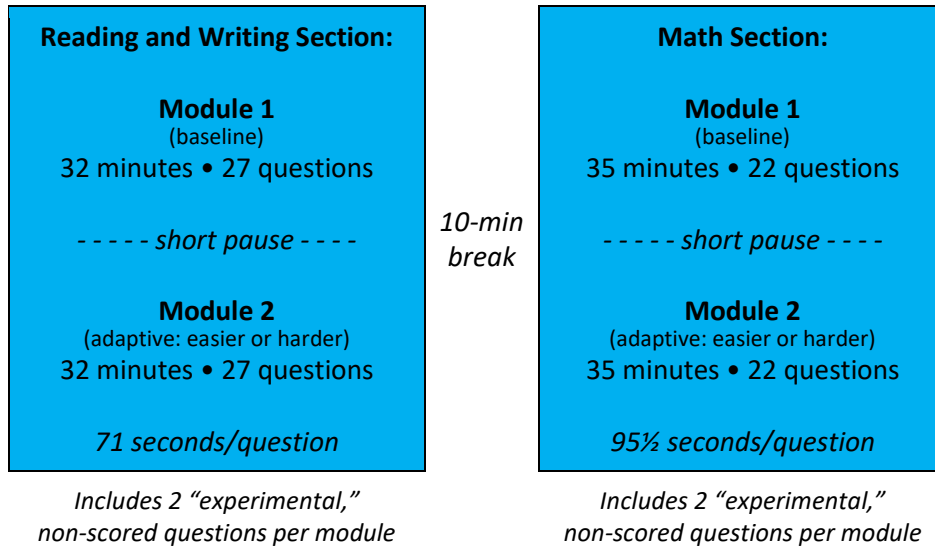 Reading and Writing Section:
Module 1
(baseline)
32 minutes • 27 questions
- - - - - short pause - - - -
Module 2
(adaptive: easier or harder)
32 minutes • 27 questions
71 seconds/question
Includes 2 “experimental,”
non-scored questions per module
10-min
break
Math Section:
Module 1
(baseline)
35 minutes • 22 questions
- - - - - short pause - - - -
Module 2
(adaptive: easier or harder)
35 minutes • 22 questions
95½ seconds/question
Includes 2 “experimental,”
non-scored questions per module